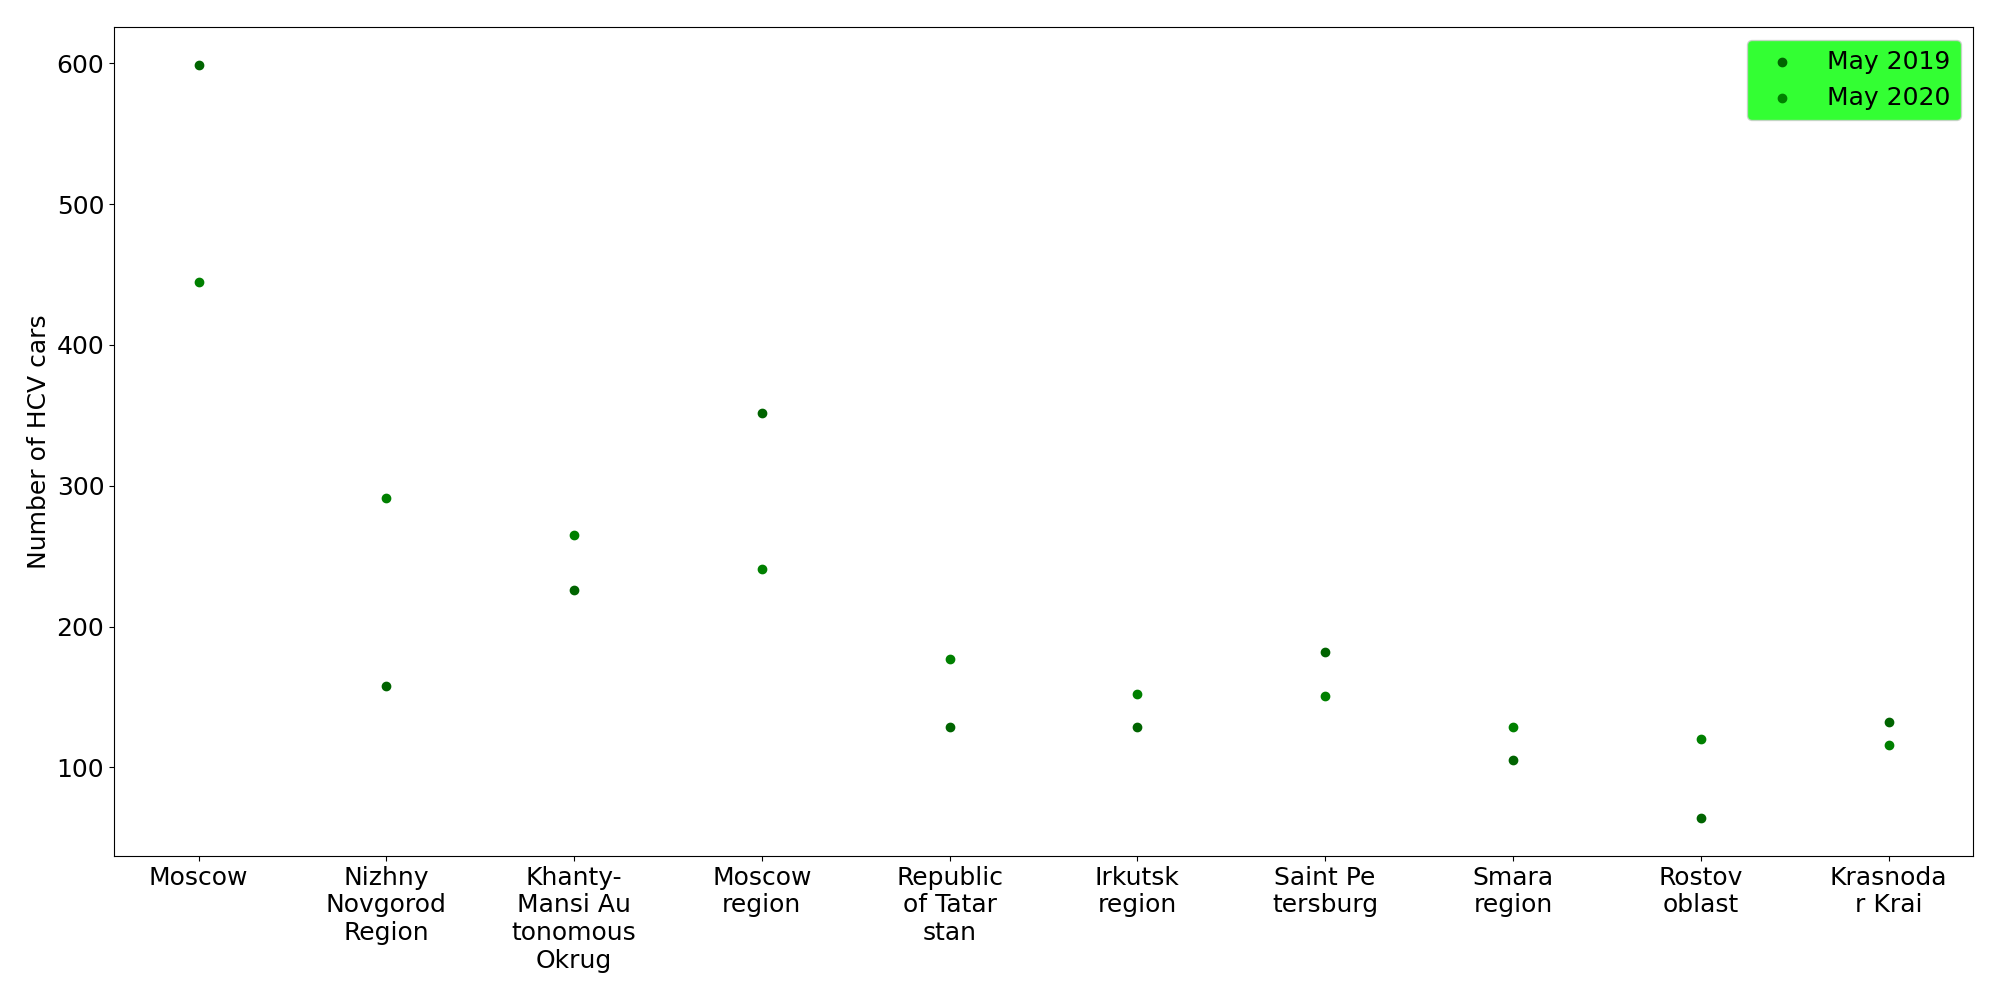 600
500
400
300
200
100
Number of HCV cars
May 2019
May 2020
Moscow
Nizhny
Novgorod
Region
Khanty-
Mansi Au
tonomous
Okrug
Moscow
region
Republic
of Tatar
stan
Irkutsk
region
Saint Pe
tersburg
Smara
region
Rostov
oblast
Krasnoda
r Krai